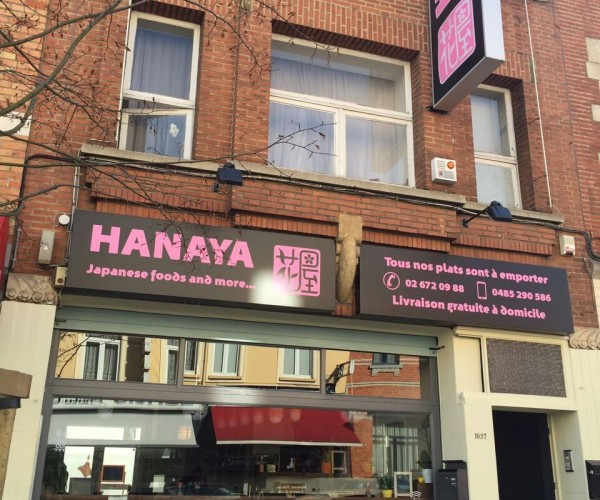 花
HANAYA
Japanese foods and more...
花屋
Tous nos plats sont à emporter
02 672 09 88
0485 290 586
Livraison gratuite à domicile
1627